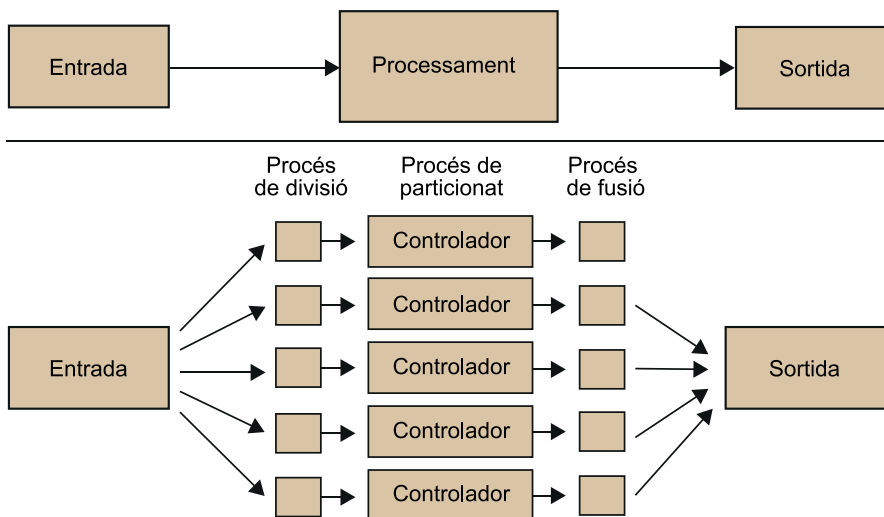 Entrada
Processament
Sortida
Procés
de divisió
Procés de
particionat
Procés
de fusió
Controlador
Controlador
Controlador
Controlador
Controlador
Entrada
Sortida